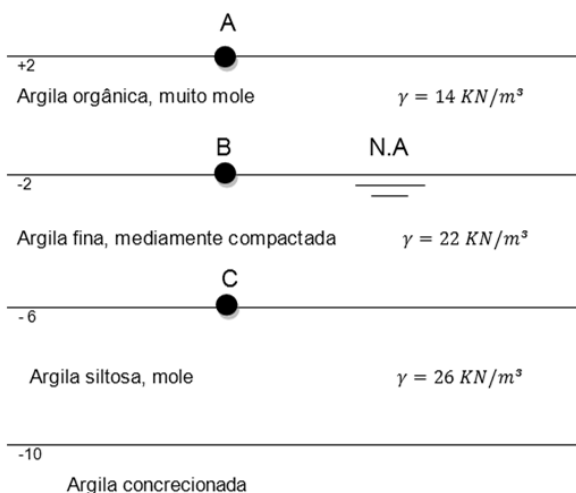 A
+2
Argila orgânica, muito mole γ = 14 KN/m³
B N.A
-2
Argila fina, mediamente compactada γ = 22 KN/m³
C
- 6
Argila siltosa, mole γ = 26 KN/m³
-10
Argila concrecionada